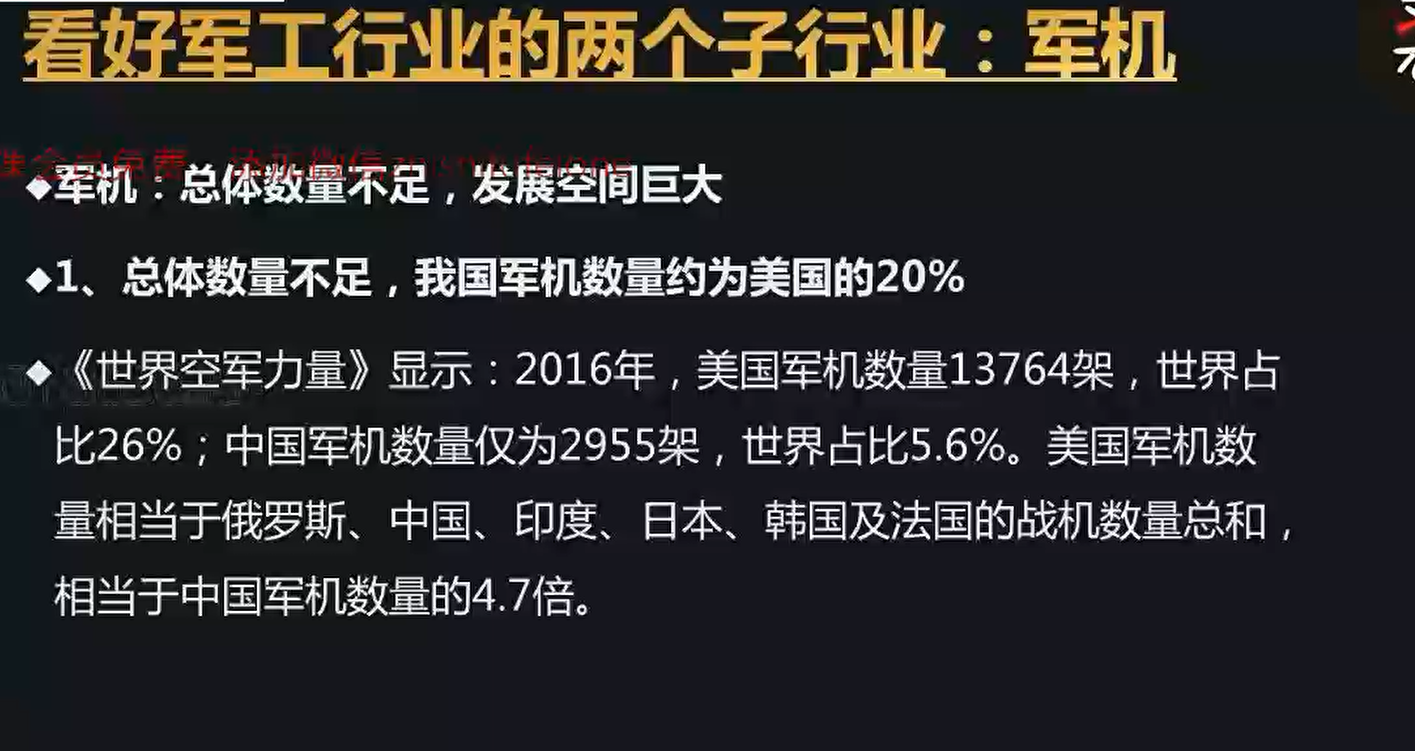 看好军工行业的两个子行业：军机
◆军机：总体数量不足，发展空间巨大
◆1、总体数量不足，我国军机数量约为美国的20%
◆《世界空军力量》显示：2016年，美国军机数量13764架，世界占
比26%；中国军机数量仅为2955架，世界占比5.6%。美国军机数
量相当于俄罗斯、中国、印度、日本、韩国及法国的战机数量总和，
相当于中国军机数量的4.7倍。